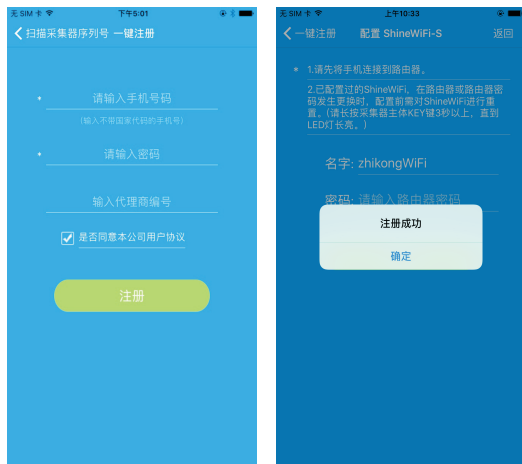 无 SIM 卡
下午5:01
扫描采集器序列号 一键注册
请输入手机号码
(输入不带国家代码的手机号)
请输入密码
输入代理商编号
是否同意本公司用户协议
注册
无 SIM 卡
上午10:33
一键注册 配置 ShineWiFi-S 返回
1.请先将手机连接到路由器。
2.已配置过的ShineWiFi，在路由器或路由器密
码发生更换时，配置前需对ShineWiFi进行重
置。（请长按采集器主体KEY键3秒以上，直到
LED灯长亮。）
名字: zhikongWiFi
密码: 请输入路由器密码
注册成功
确定